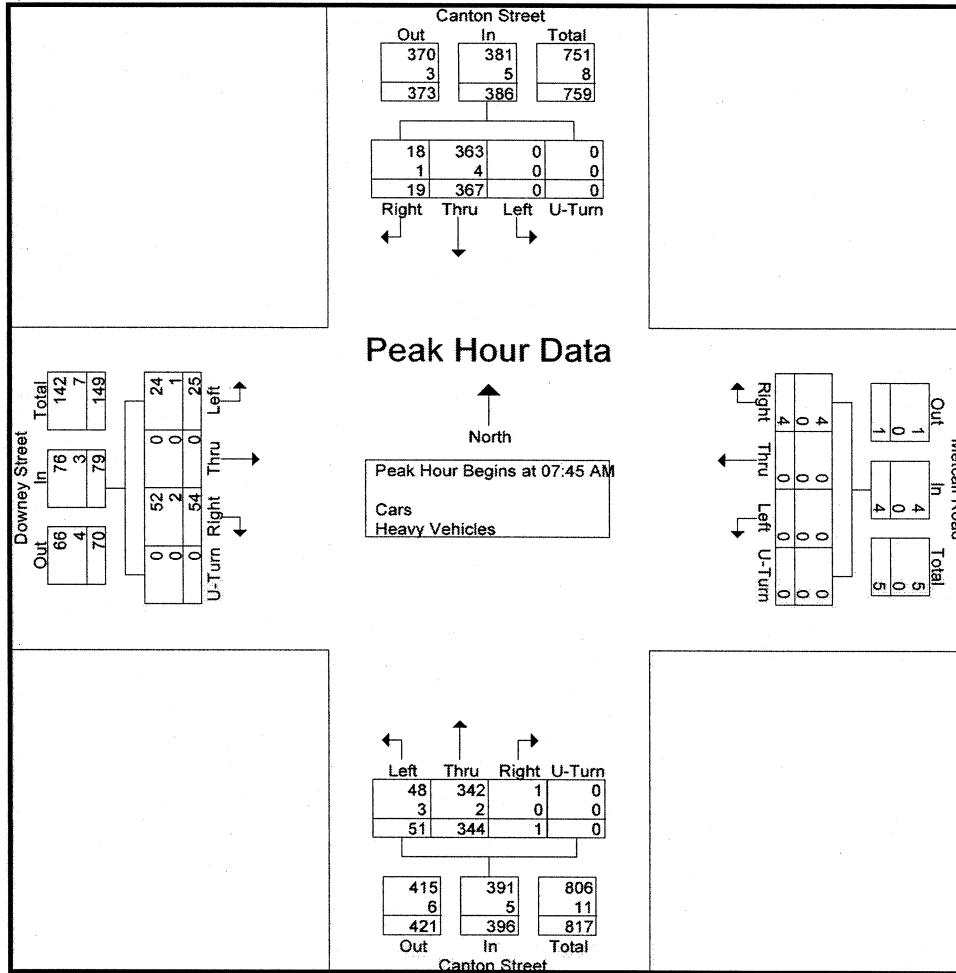 Canton Street
Out In Total
370 381 751
3 5 8
373 386 759
18 363 0 0
1 4 0 0
19 367 0 0
Right Thru Left U-Turn
Peak Hour Data
North
Peak Hour Begins at 07:45 AM
Cars
Heavy Vehicles
Downey Street
Out In Total
66 76 142
4 3 7
70 79 149
24 0 52 0
1 0 2 0
25 0 54 0
Left Thru Right U-Turn
Right Thru Left U-Turn
4 0 0 0
0 0 0 0
4 0 0 0
1 4 5
0 0 0
1 4 5
Out In Total
Left Thru Right U-Turn
48 342 1 0
3 2 0 0
51 344 1 0
415 391 806
6 5 11
421 396 817
Out In Total
Canton Street